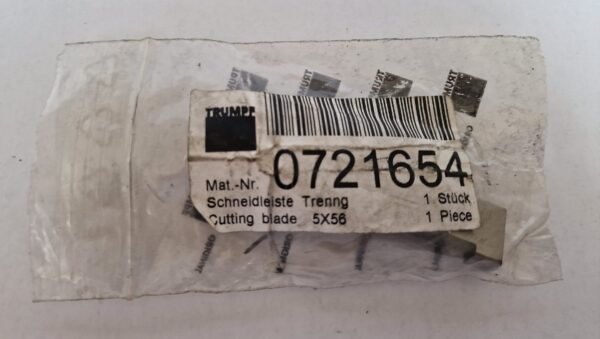 TRUMPF
Mat.-Nr. 0721654
Schneidleiste Trenng 1 Stück
Cutting blade 5X56 1 Piece